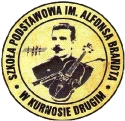 SZKOŁA PODSTAWOWA IM. ALFONSA BRANDTA
• W KURNOSIE DRUGIM •